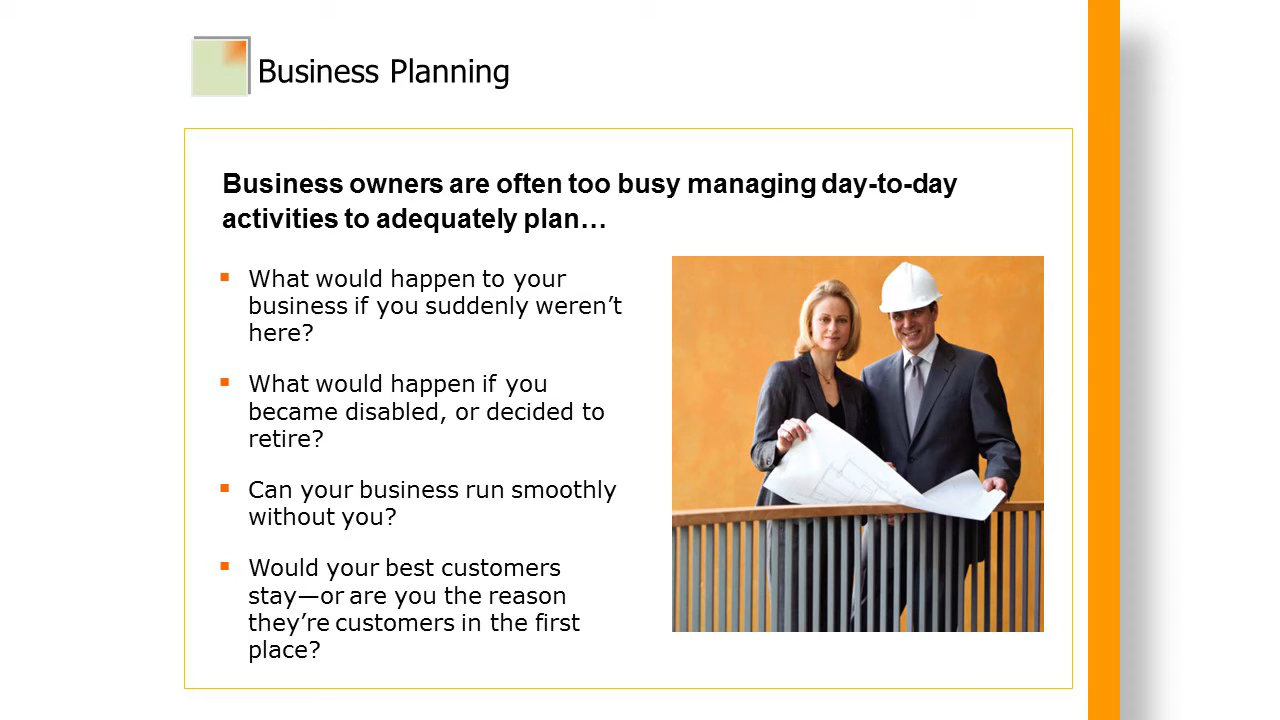 Business Planning
Business owners are often too busy managing day-to-day
activities to adequately plan…
What would happen to your
business if you suddenly weren’t
here?
What would happen if you
became disabled, or decided to
retire?
Can your business run smoothly
without you?
Would your best customers
stay—or are you the reason
they’re customers in the first
place?